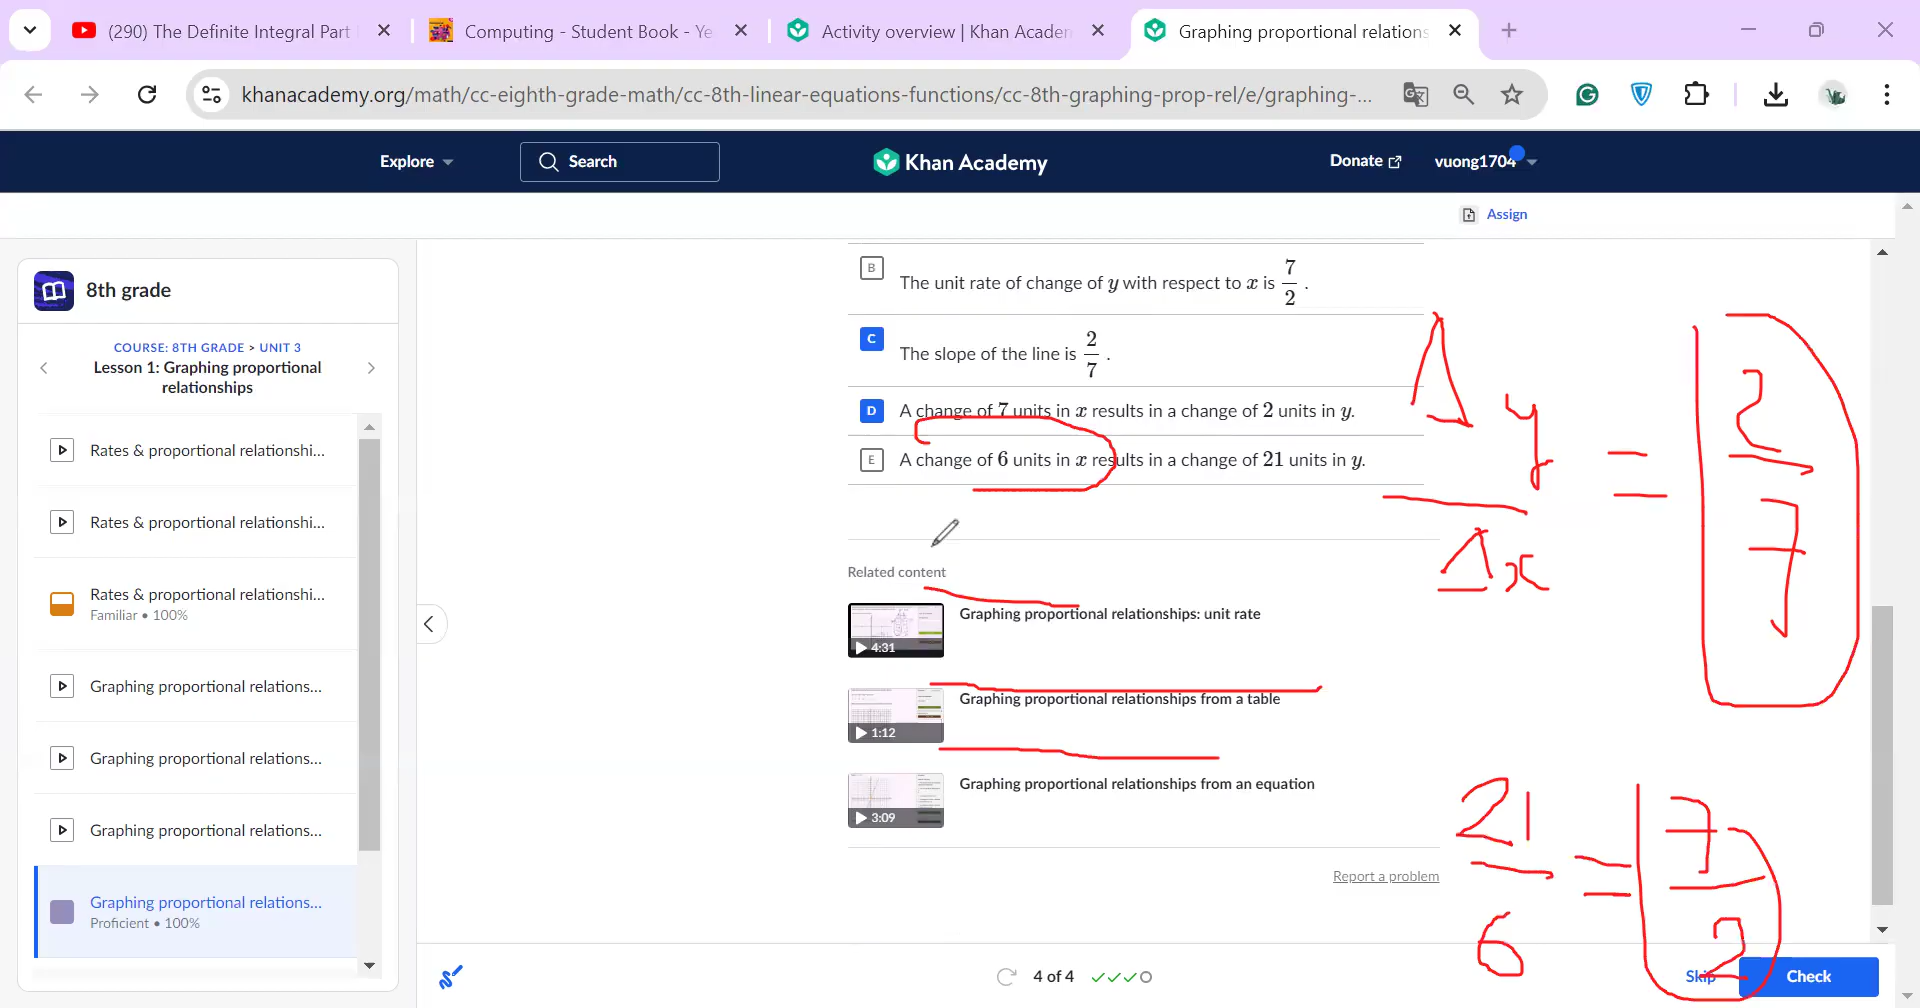 (290) The Definite Integral Part
Computing - Student Book - Ye
Activity overview | Khan Academ
Graphing proportional relations
khanacademy.org/math/cc-eighth-grade-math/cc-8th-linear-equations-functions/cc-8th-graphing-prop-rel/e/graphing-...
Explore
Search
Khan Academy
Donate
vuong1704
Assign
8th grade
COURSE: 8TH GRADE > UNIT 3
Lesson 1: Graphing proportional
relationships
Rates & proportional relationshi...
Rates & proportional relationshi...
Rates & proportional relationshi...
Familiar • 100%
Graphing proportional relations...
Graphing proportional relations...
Graphing proportional relations...
Graphing proportional relations...
Proficient • 100%
B
The unit rate of change of y with respect to x is 7/2 .
C
The slope of the line is 2/7 .
D
A change of 7 units in x results in a change of 2 units in y.
E
A change of 6 units in x results in a change of 21 units in y.
Δy/Δx = 2/7
Related content
4:31
Graphing proportional relationships: unit rate
1:12
Graphing proportional relationships from a table
3:09
Graphing proportional relationships from an equation
21/6 = 7/2
Report a problem
4 of 4
Skip
Check